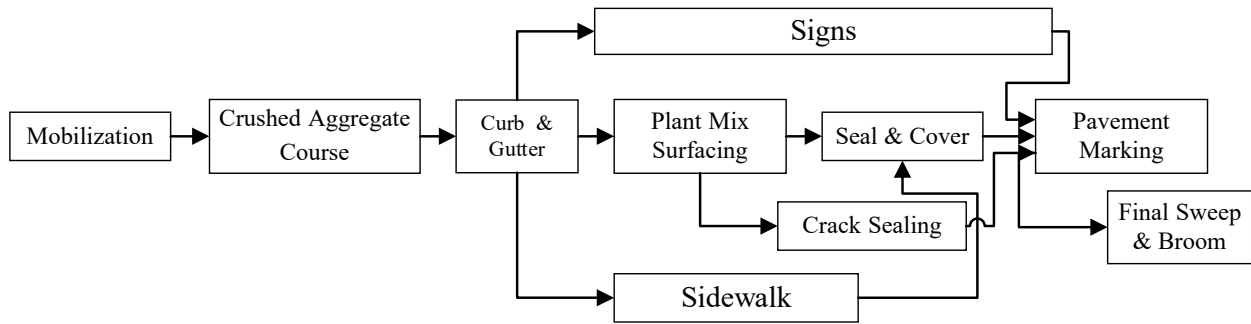 Signs
Mobilization
Crushed Aggregate
Course
Curb &
Gutter
Plant Mix
Surfacing
Seal & Cover
Pavement
Marking
Crack Sealing
Final Sweep
& Broom
Sidewalk